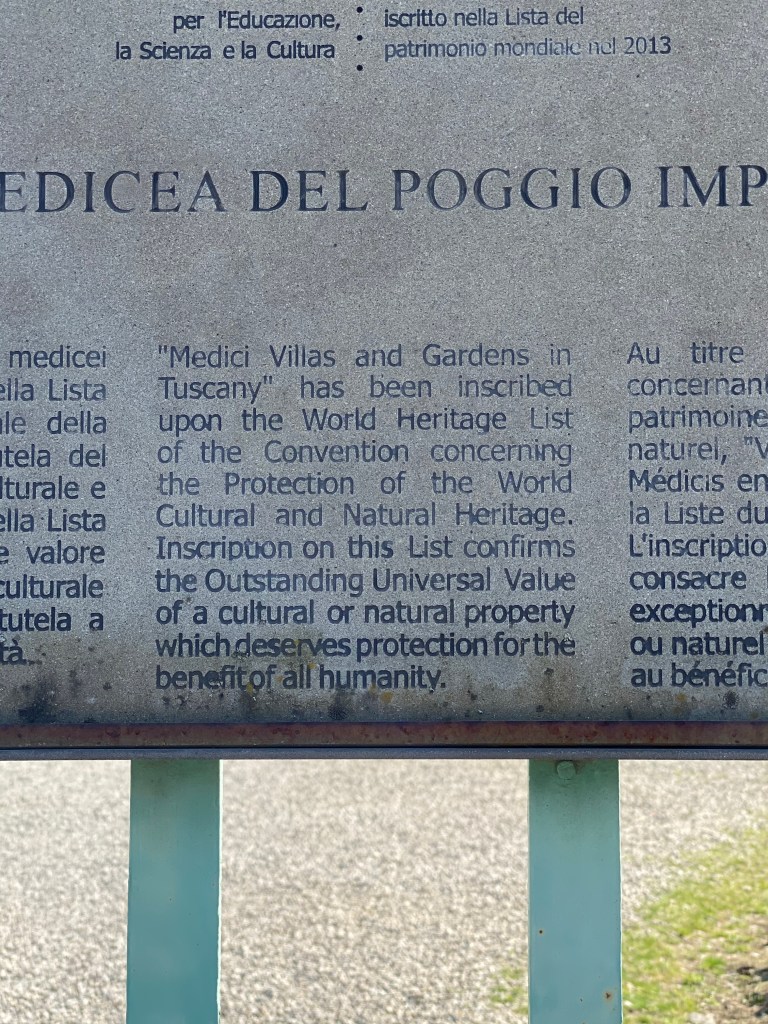 per l'Educazione,
la Scienza e la Cultura
iscritto nella Lista del
patrimonio mondiale nel 2013
EDICEA DEL POGGIO IMP
medicei
ella Lista
ale della
utela del
lturale e
ella Lista
e valore
culturale
tutela a
tà.
"Medici Villas and Gardens in
Tuscany" has been inscribed
upon the World Heritage List
of the Convention concerning
the Protection of the World
Cultural and Natural Heritage.
Inscription on this List confirms
the Outstanding Universal Value
of a cultural or natural property
which deserves protection for the
benefit of all humanity.
Au titre
concernant
patrimoine
naturel, "V
Médicis en
la Liste du
L'inscriptio
consacre
exceptionn
ou naturel
au bénéfic